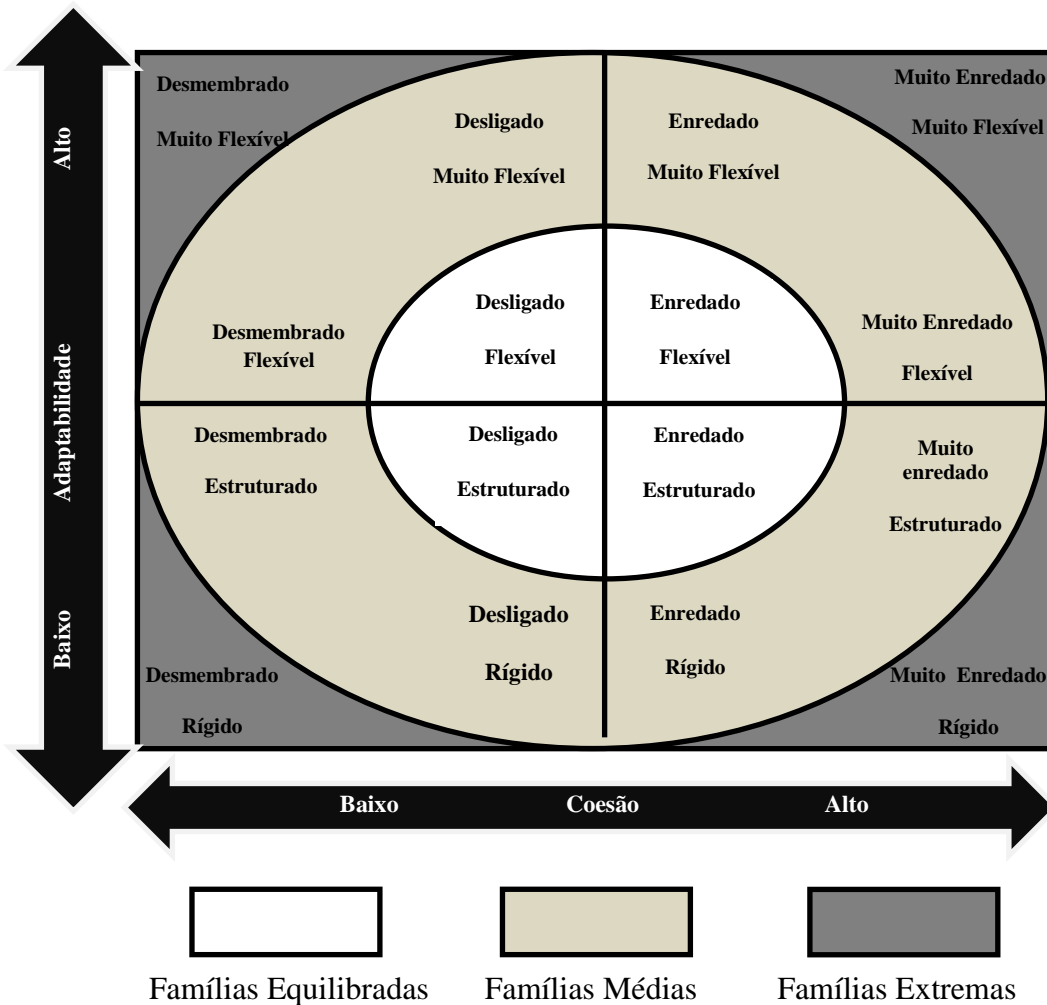 Alto
Adaptabilidade
Baixo
Desmembrado
Muito Flexível
Desligado
Muito Flexível
Enredado
Muito Flexível
Muito Enredado
Muito Flexível
Desmembrado
Flexível
Desligado
Flexível
Enredado
Flexível
Muito Enredado
Flexível
Desmembrado
Estruturado
Desligado
Estruturado
Enredado
Estruturado
Muito
enredado
Estruturado
Desmembrado
Rígido
Desligado
Rígido
Enredado
Rígido
Muito Enredado
Rígido
Baixo
Coesão
Alto
Famílias Equilibradas
Famílias Médias
Famílias Extremas